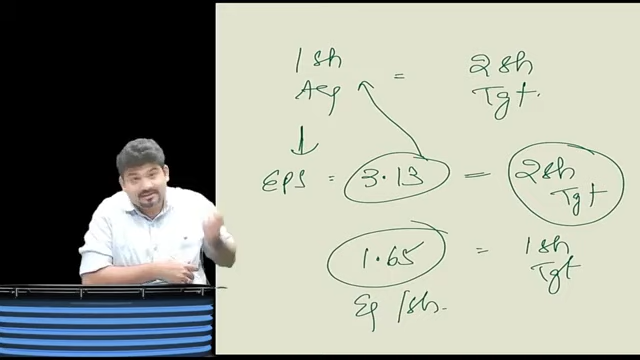 1 sh = 2 sh
Acq Tgt.
EPS = 3.13 = 2 sh Tgt
1.65 = 1 sh Tgt
Eq /sh.